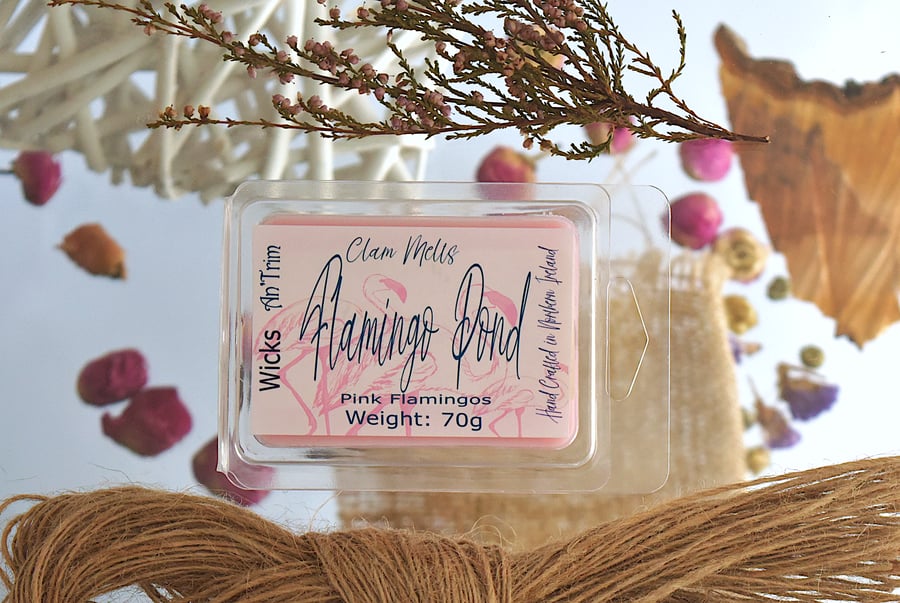 Clam Melts
Flamingo Pond
Pink Flamingos
Weight: 70g
Wicks An'Trim
Hand Crafted in Northern Ireland